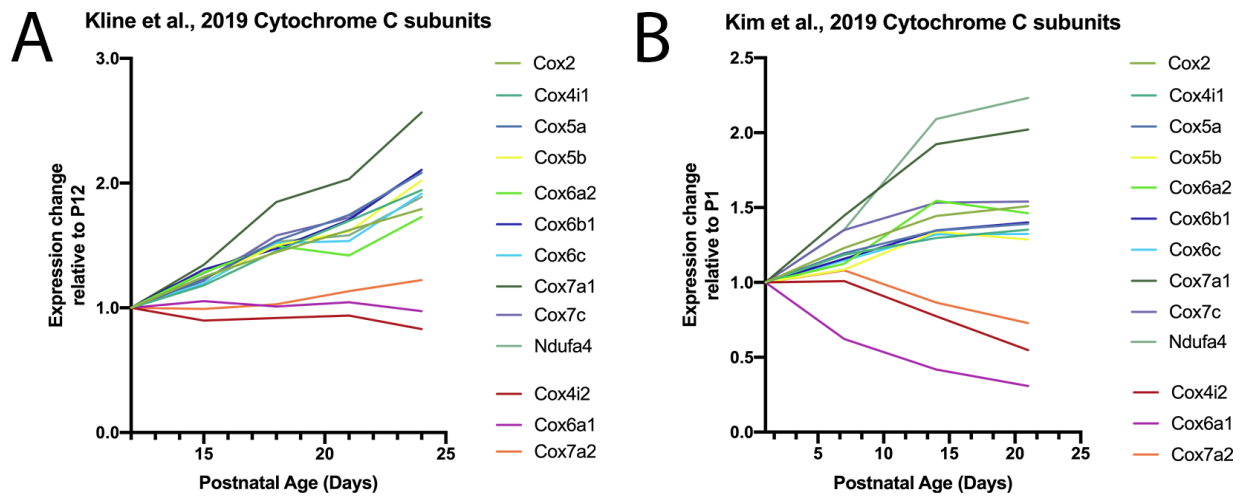 A
Kline et al., 2019 Cytochrome C subunits
Expression change
relative to P12
3.0
2.0
1.0
0.0
15
20
25
Postnatal Age (Days)
Cox2
Cox4i1
Cox5a
Cox5b
Cox6a2
Cox6b1
Cox6c
Cox7a1
Cox7c
Ndufa4
Cox4i2
Cox6a1
Cox7a2
B
Kim et al., 2019 Cytochrome C subunits
Expression change
relative to P1
2.5
2.0
1.5
1.0
0.5
0.0
5
10
15
20
25
Postnatal Age (Days)
Cox2
Cox4i1
Cox5a
Cox5b
Cox6a2
Cox6b1
Cox6c
Cox7a1
Cox7c
Ndufa4
Cox4i2
Cox6a1
Cox7a2